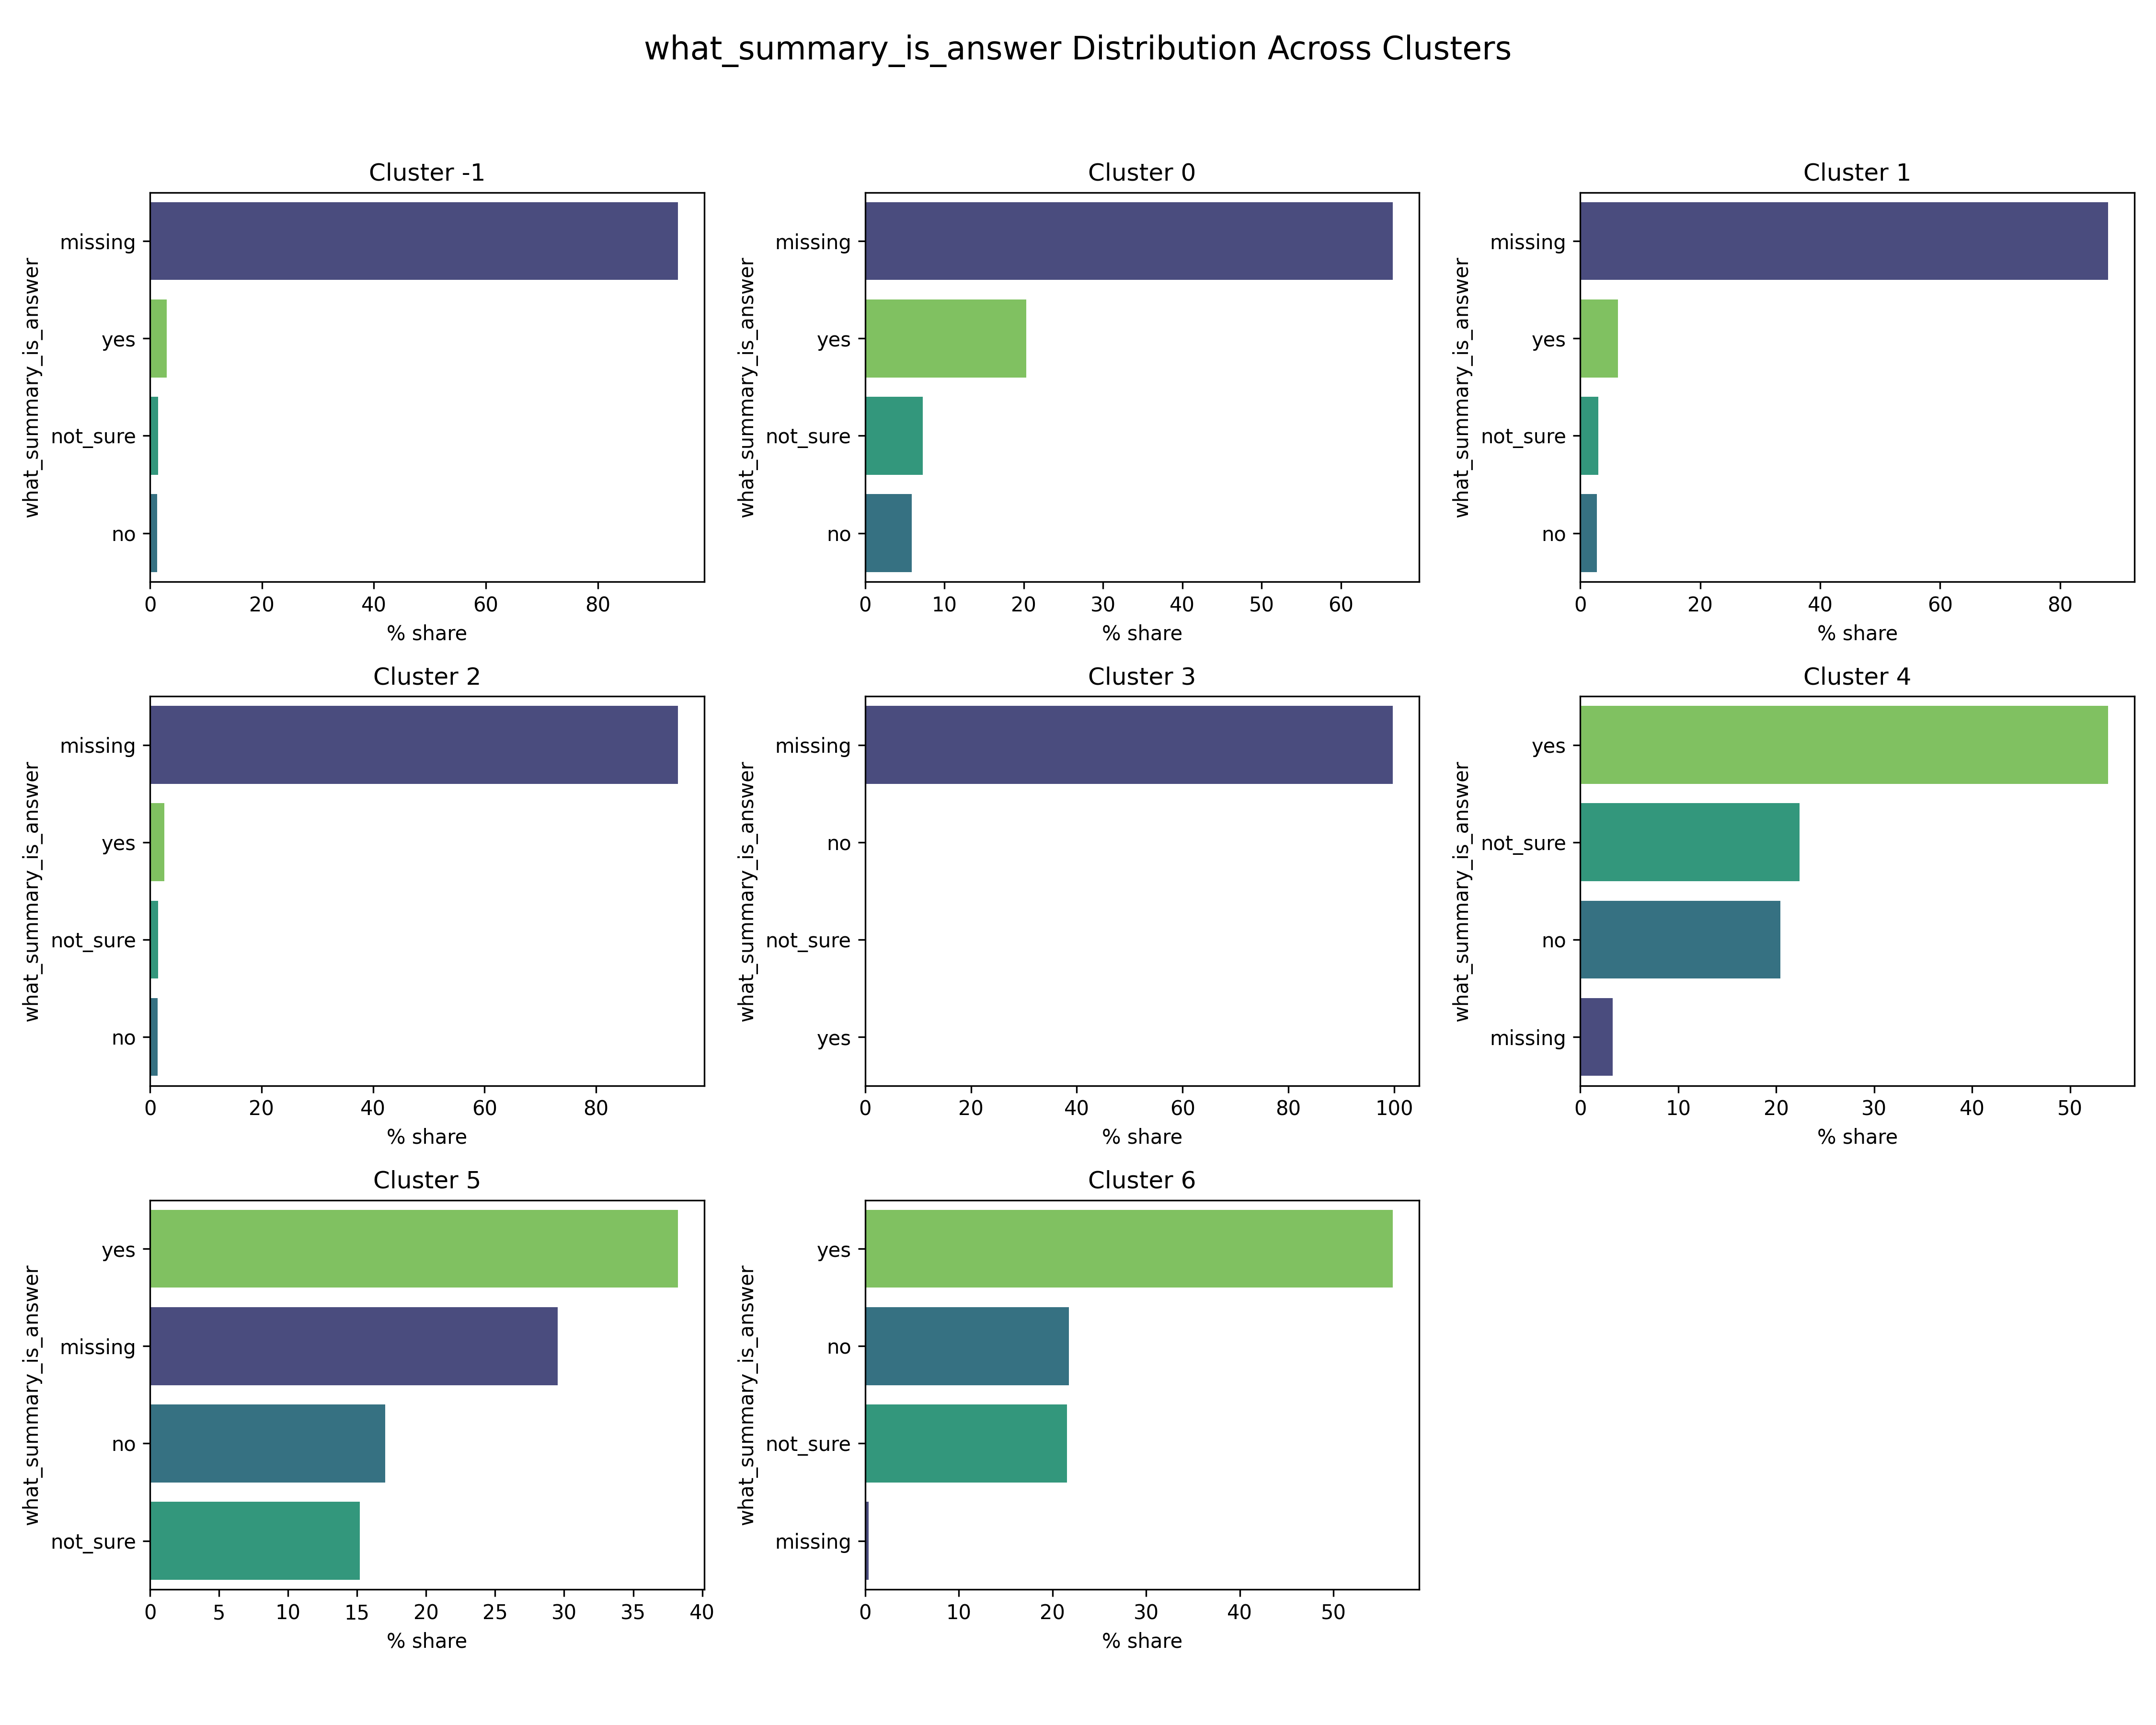 what_summary_is_answer Distribution Across Clusters
Cluster -1
what_summary_is_answer
missing
yes
not_sure
no
0 20 40 60 80
% share
Cluster 0
what_summary_is_answer
missing
yes
not_sure
no
0 10 20 30 40 50 60
% share
Cluster 1
what_summary_is_answer
missing
yes
not_sure
no
0 20 40 60 80
% share
Cluster 2
what_summary_is_answer
missing
yes
not_sure
no
0 20 40 60 80
% share
Cluster 3
what_summary_is_answer
missing
no
not_sure
yes
0 20 40 60 80 100
% share
Cluster 4
what_summary_is_answer
yes
not_sure
no
missing
0 10 20 30 40 50
% share
Cluster 5
what_summary_is_answer
yes
missing
no
not_sure
0 5 10 15 20 25 30 35 40
% share
Cluster 6
what_summary_is_answer
yes
no
not_sure
missing
0 10 20 30 40 50
% share